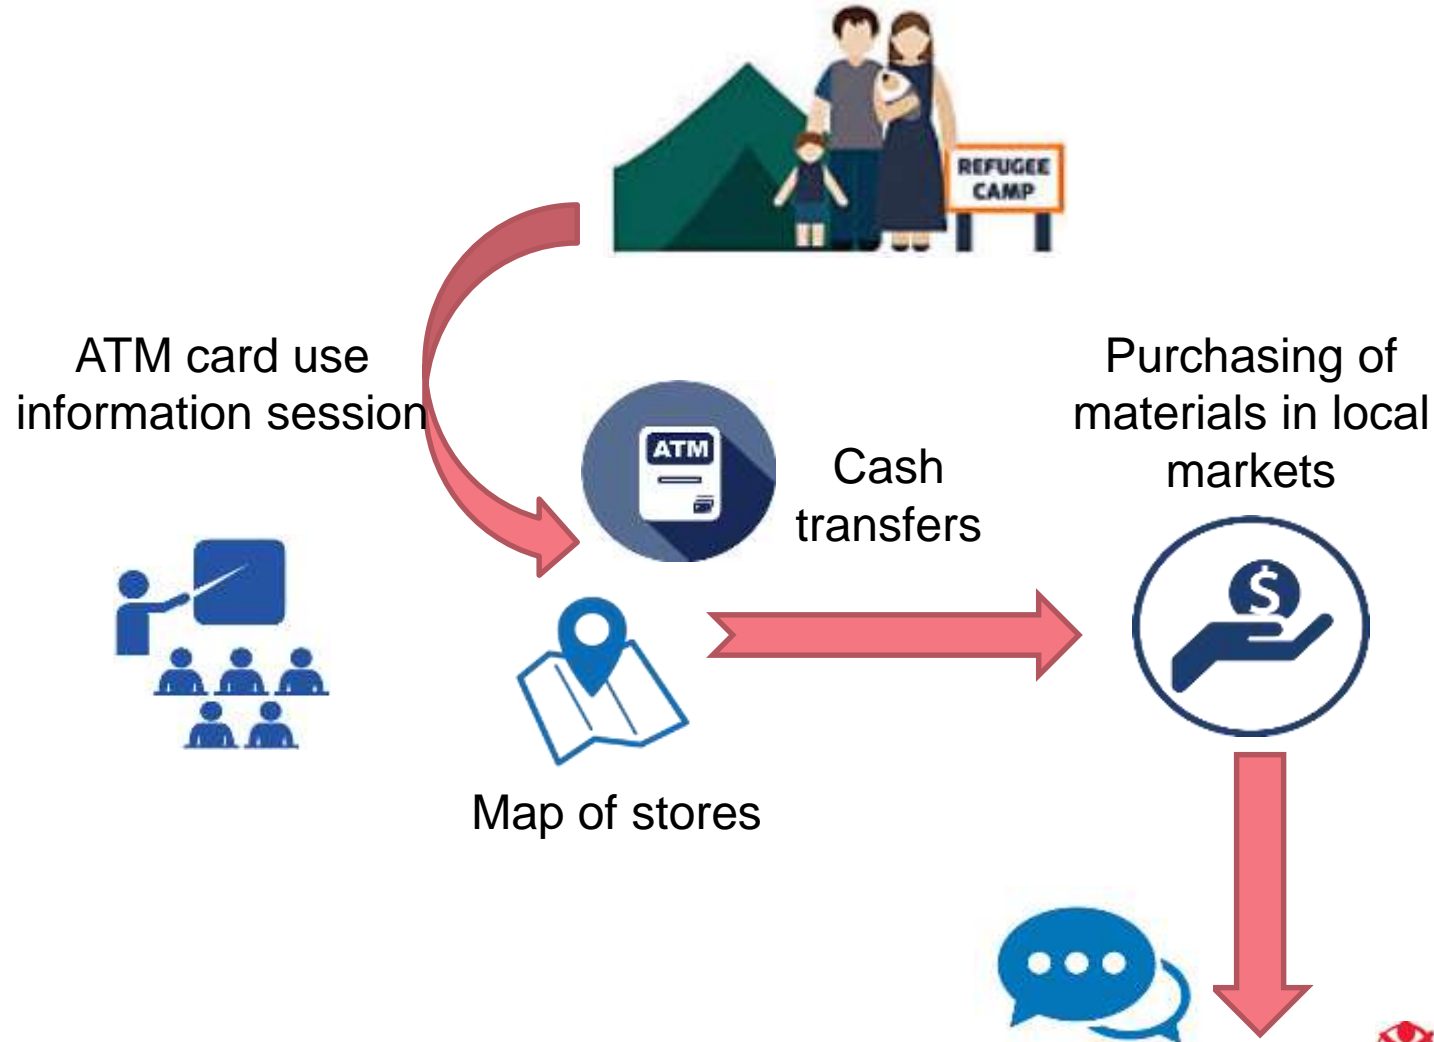 REFUGEE
CAMP
ATM card use
information session
ATM
Cash
transfers
Purchasing of
materials in local
markets
$
Map of stores